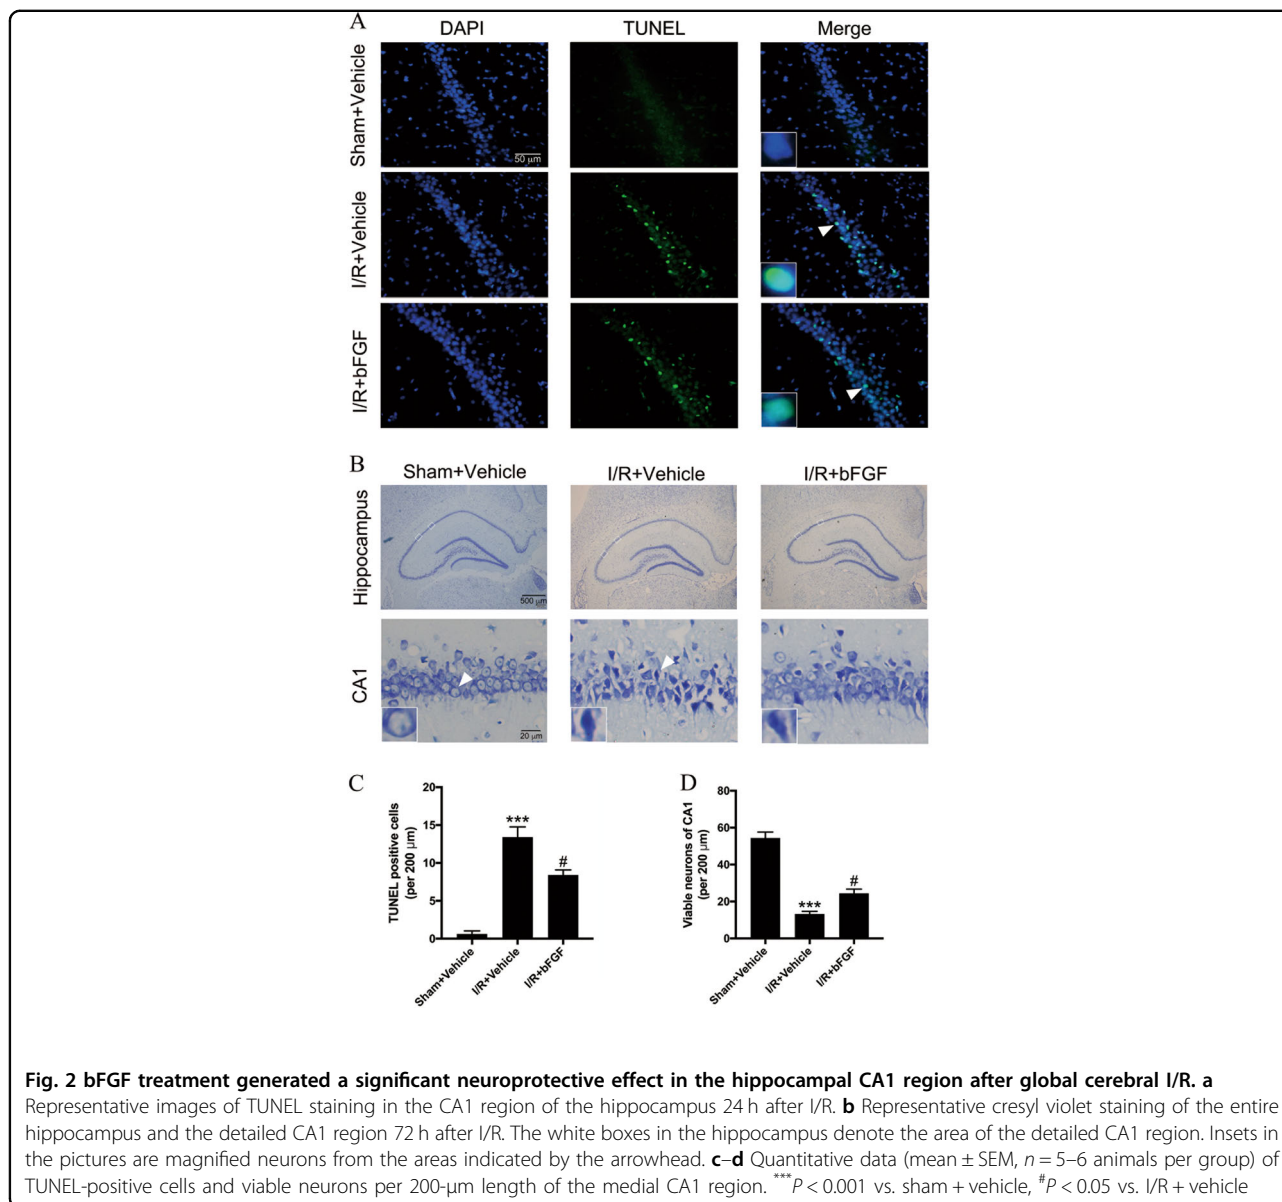 A
DAPI TUNEL Merge
Sham+Vehicle
50 μm
I/R+Vehicle
I/R+bFGF
B
Sham+Vehicle I/R+Vehicle I/R+bFGF
Hippocampus
500 μm
CA1
20 μm
C
TUNEL positive cells
(per 200 μm)
20
15
10
5
0
***
#
Sham+Vehicle
I/R+Vehicle
I/R+bFGF
D
Viable neurons of CA1
(per 200 μm)
80
60
40
20
0
***
#
Sham+Vehicle
I/R+Vehicle
I/R+bFGF
Fig. 2 bFGF treatment generated a significant neuroprotective effect in the hippocampal CA1 region after global cerebral I/R. a
Representative images of TUNEL staining in the CA1 region of the hippocampus 24 h after I/R. b Representative cresyl violet staining of the entire
hippocampus and the detailed CA1 region 72 h after I/R. The white boxes in the hippocampus denote the area of the detailed CA1 region. Insets in
the pictures are magnified neurons from the areas indicated by the arrowhead. c–d Quantitative data (mean ± SEM, n = 5–6 animals per group) of
TUNEL-positive cells and viable neurons per 200-μm length of the medial CA1 region. ***P < 0.001 vs. sham + vehicle, #P < 0.05 vs. I/R + vehicle